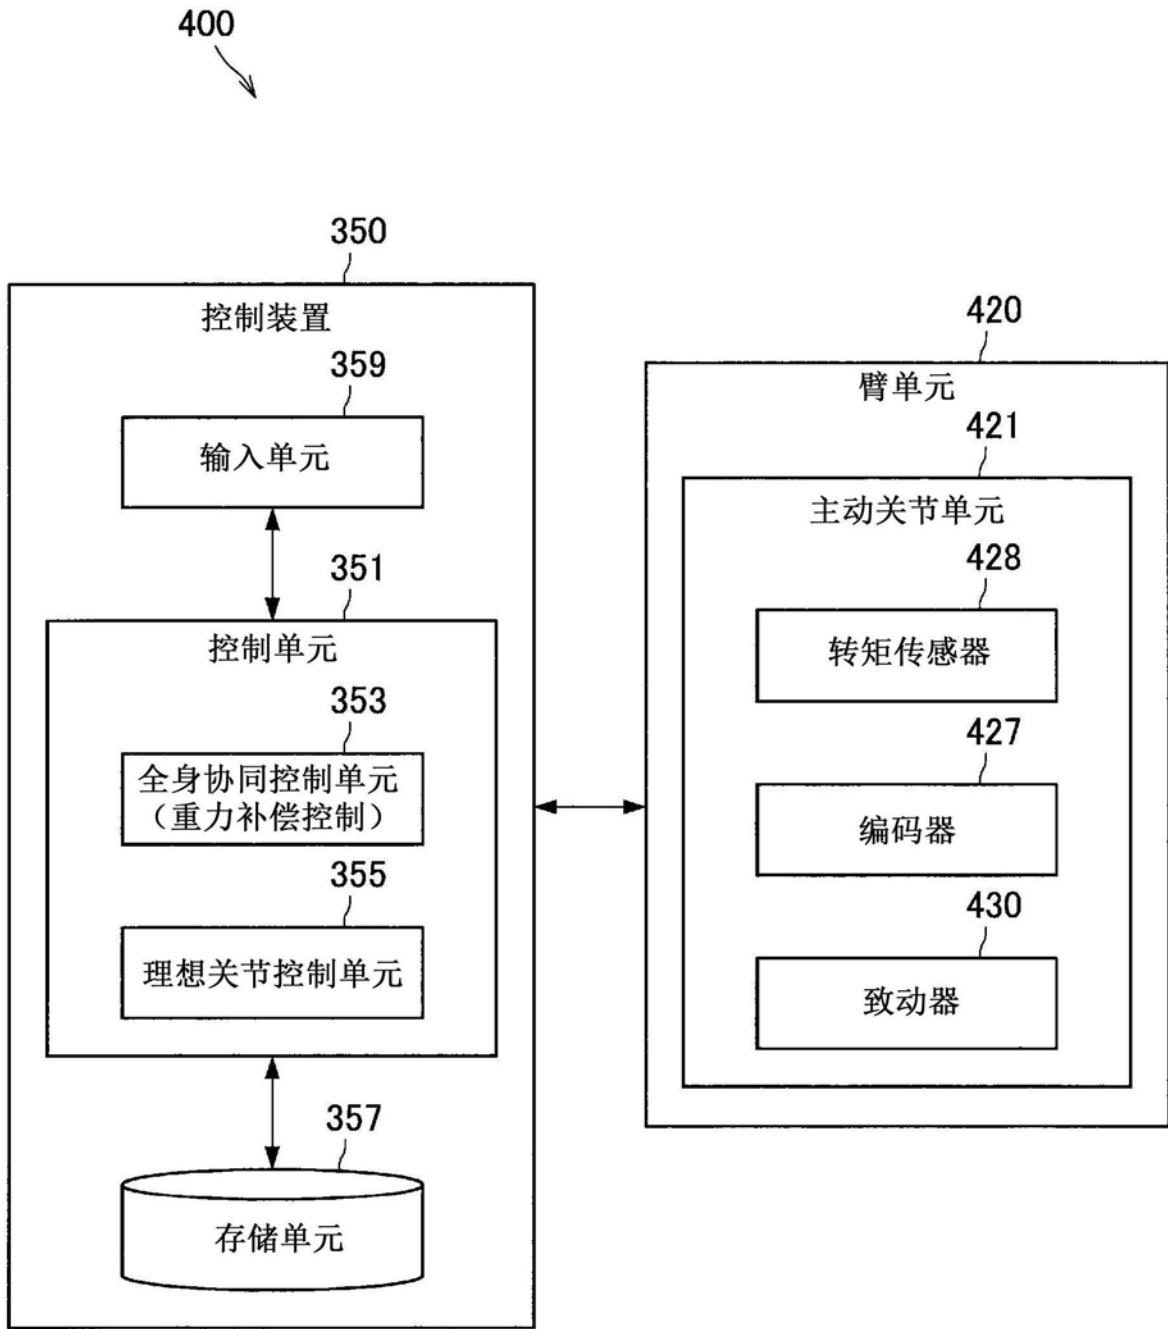 400
350
控制装置
359
输入单元
351
控制单元
353
全身协同控制单元
（重力补偿控制）
355
理想关节控制单元
357
存储单元
420
臂单元
421
主动关节单元
428
转矩传感器
427
编码器
430
致动器